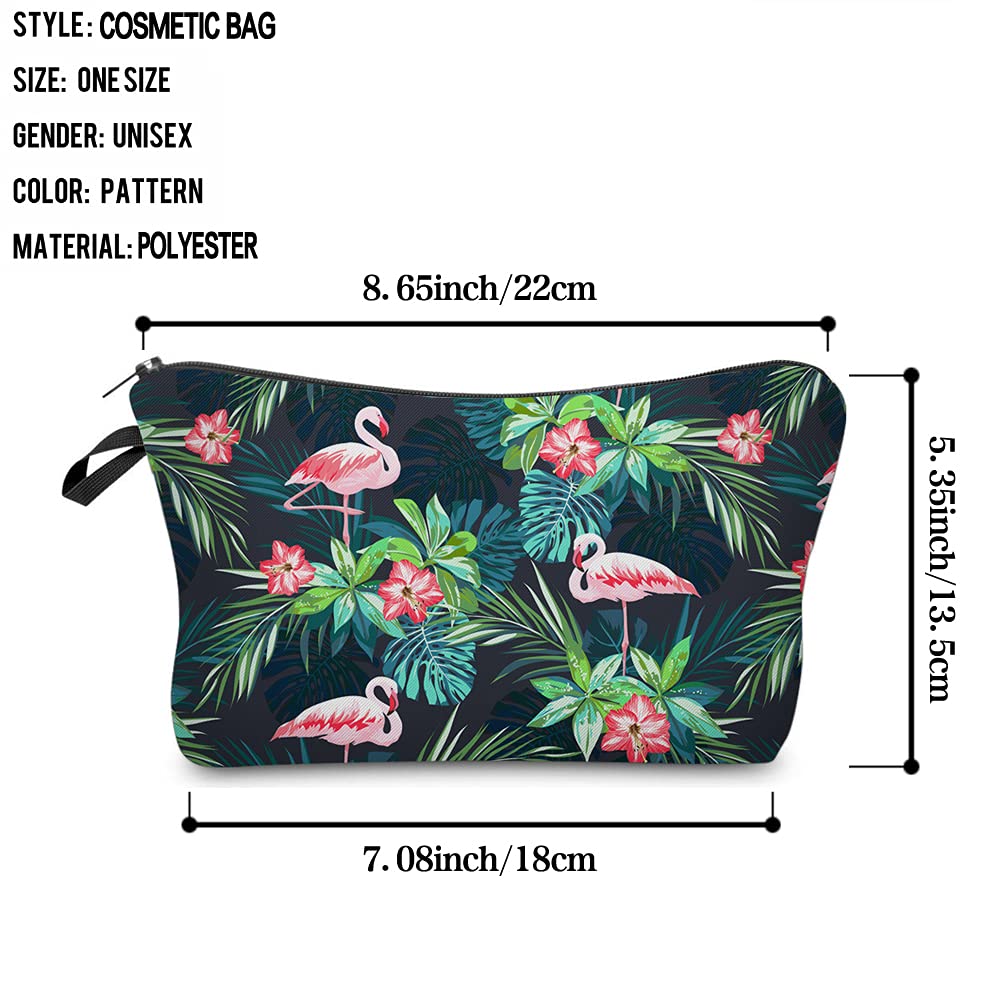 STYLE: COSMETIC BAG
SIZE: ONE SIZE
GENDER: UNISEX
COLOR: PATTERN
MATERIAL: POLYESTER
8.65inch/22cm
5.35inch/13.5cm
7.08inch/18cm